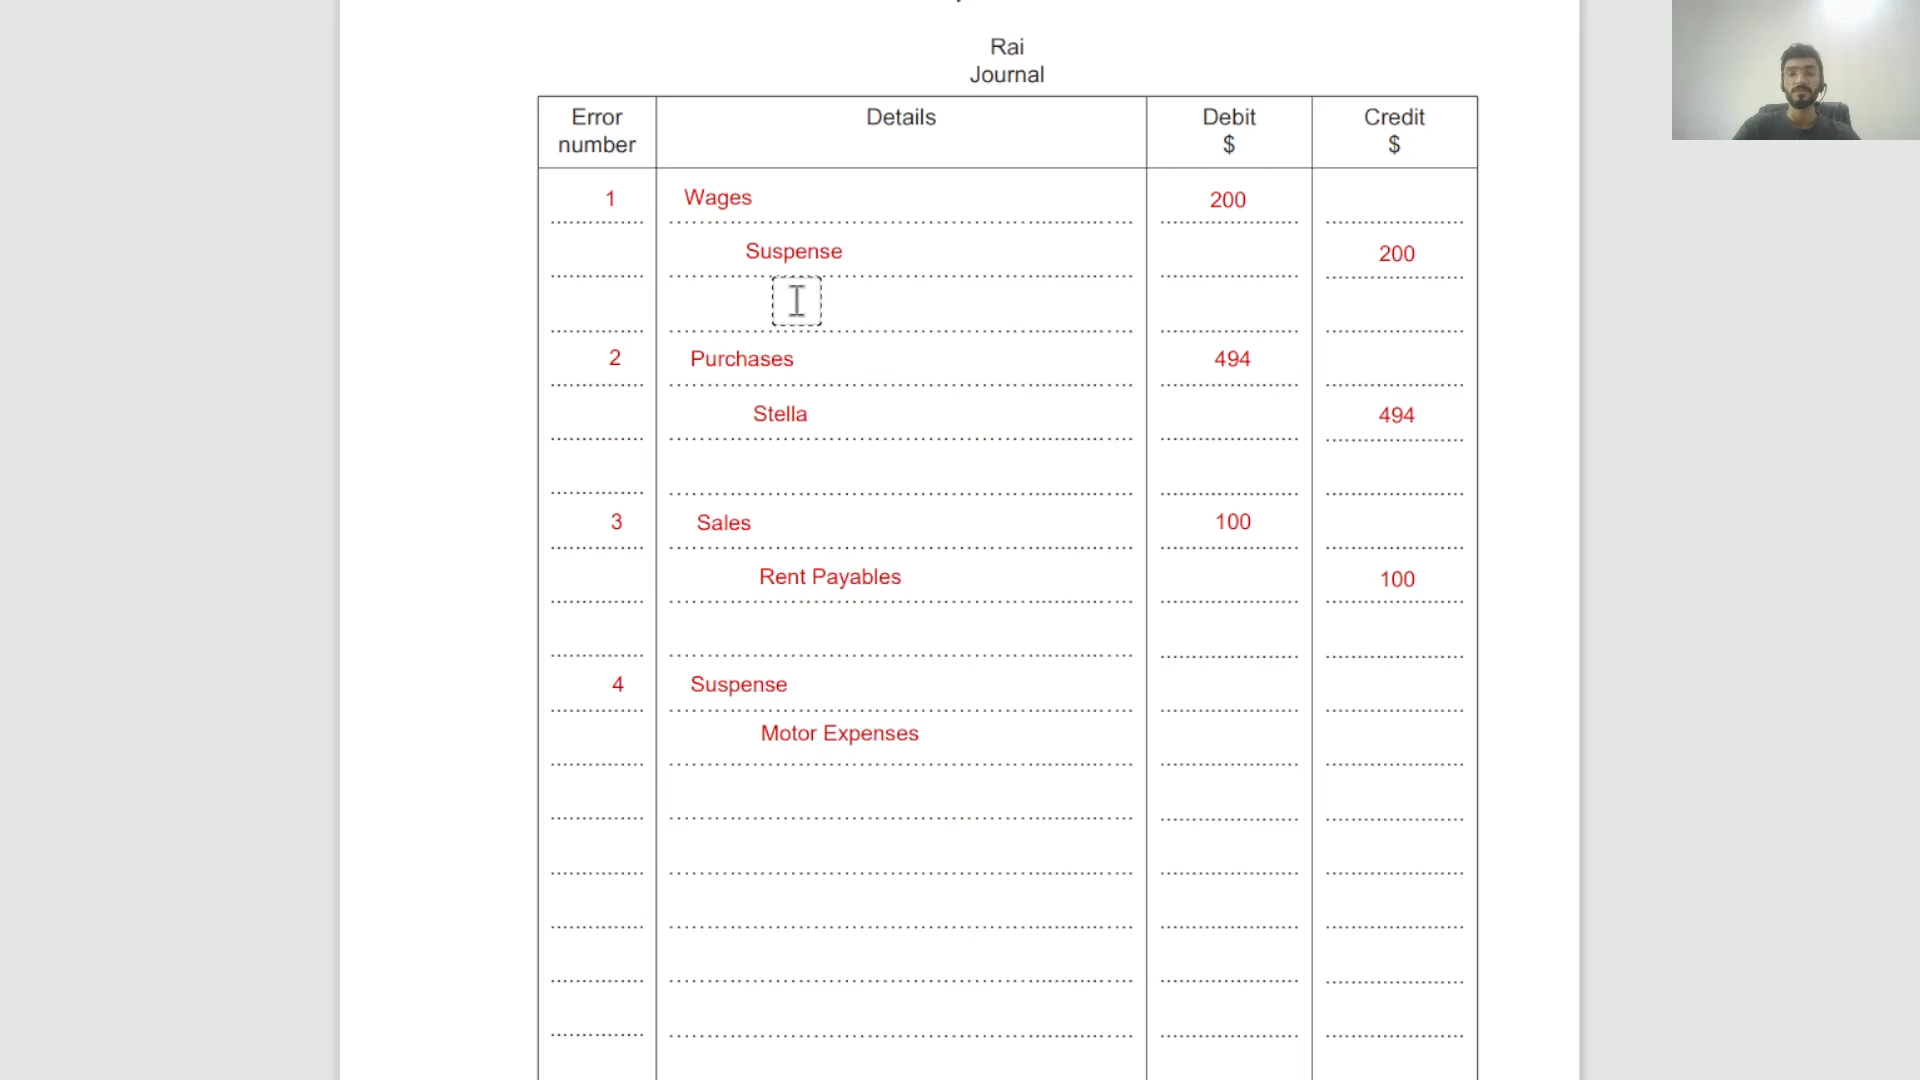 Rai
Journal
Error number Details Debit $ Credit $
1 Wages 200
Suspense 200
2 Purchases 494
Stella 494
3 Sales 100
Rent Payables 100
4 Suspense
Motor Expenses